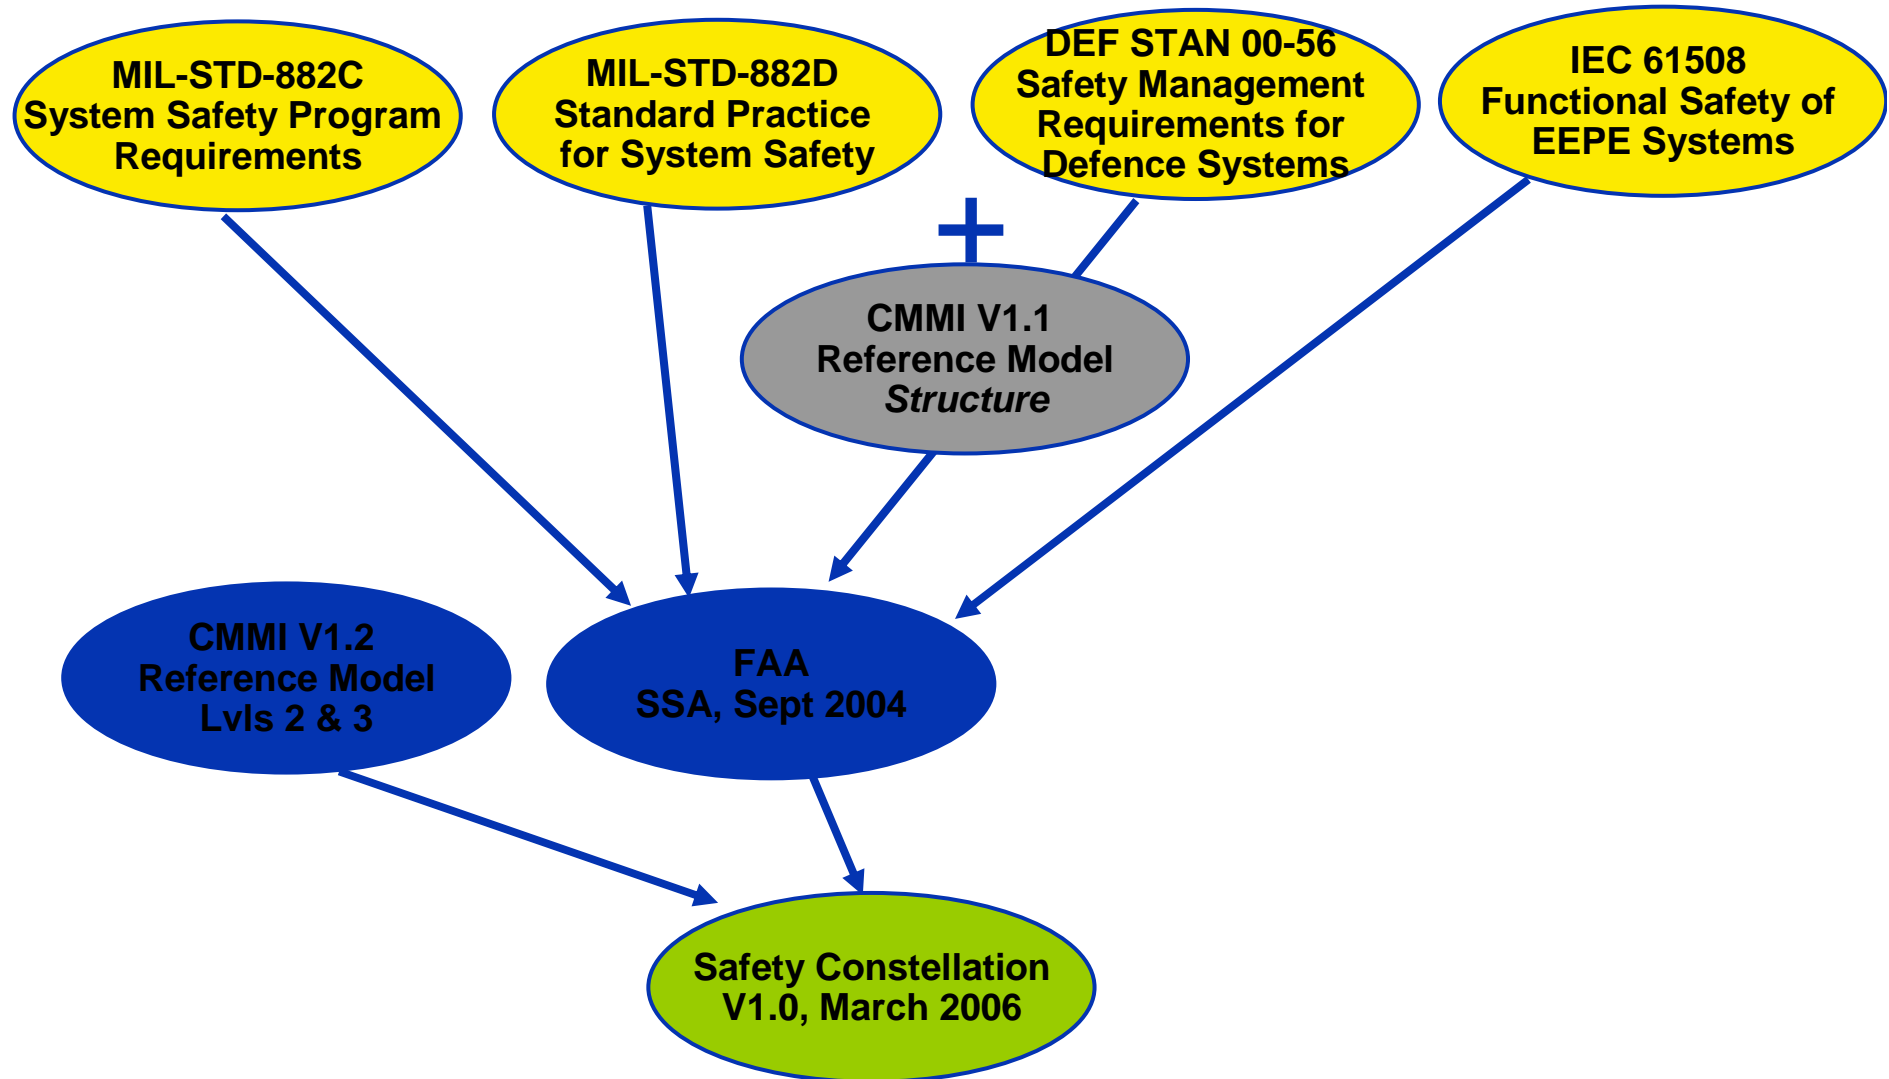 MIL-STD-882C
System Safety Program
Requirements
MIL-STD-882D
Standard Practice
for System Safety
DEF STAN 00-56
Safety Management
Requirements for
Defence Systems
IEC 61508
Functional Safety of
EEPE Systems
+
CMMI V1.1
Reference Model
Structure
CMMI V1.2
Reference Model
Lvls 2 & 3
FAA
SSA, Sept 2004
Safety Constellation
V1.0, March 2006